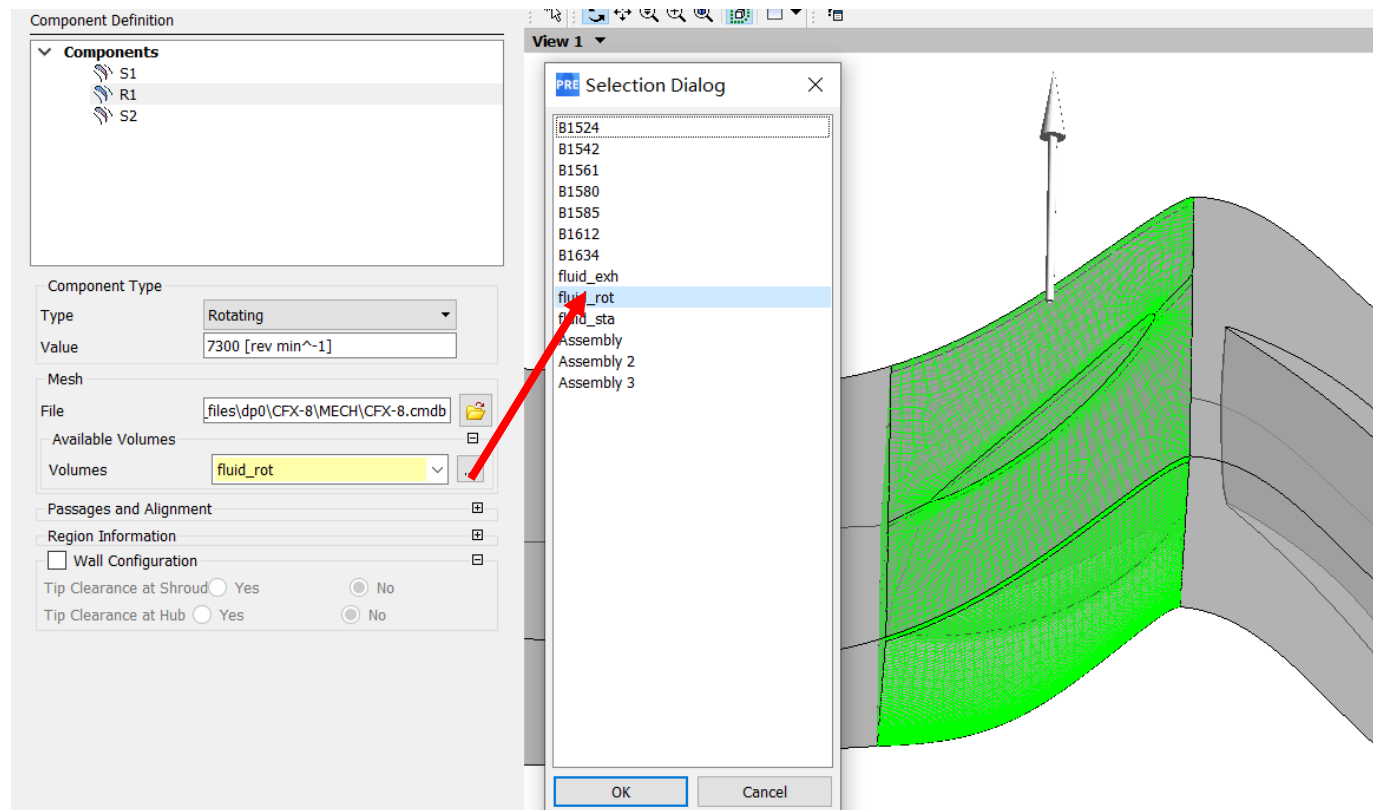 Component Definition
Components
S1
R1
S2
Component Type
Type Rotating
Value 7300 [rev min^-1]
Mesh
File _files\dp0\CFX-8\MECH\CFX-8.cmdb
Available Volumes
Volumes fluid_rot
Passages and Alignment
Region Information
Wall Configuration
Tip Clearance at Shroud Yes No
Tip Clearance at Hub Yes No
View 1
PRE Selection Dialog
B1524
B1542
B1561
B1580
B1585
B1612
B1634
fluid_exh
fluid_rot
fluid_sta
Assembly
Assembly 2
Assembly 3
OK Cancel